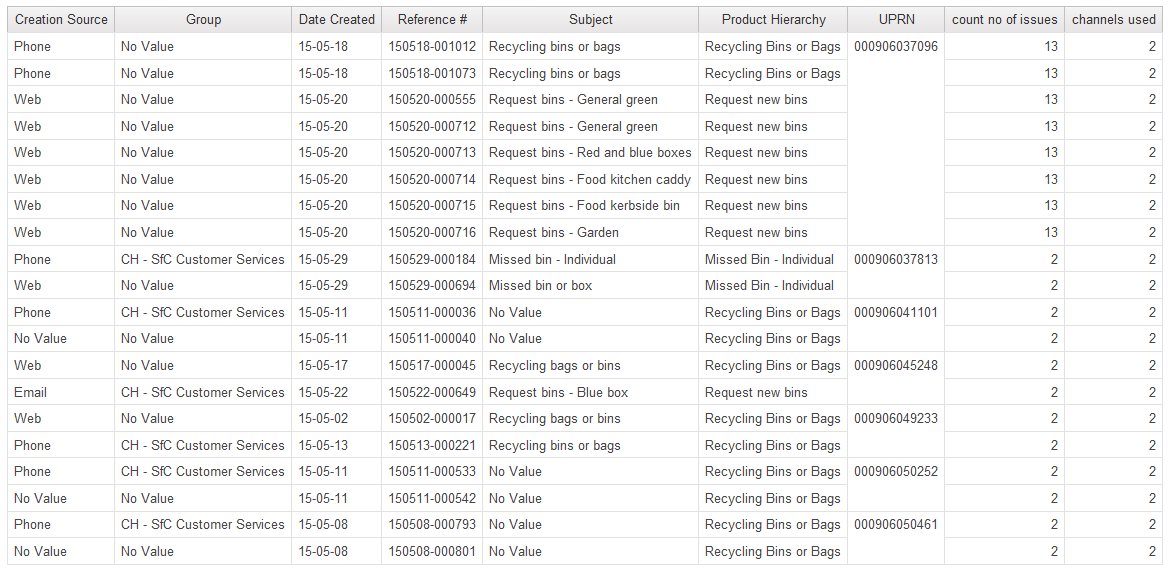 Creation Source Group Date Created Reference # Subject Product Hierarchy UPRN count no of issues channels used
Phone No Value 15-05-18 150518-001012 Recycling bins or bags Recycling Bins or Bags 000906037096 13 2
Phone No Value 15-05-18 150518-001073 Recycling bins or bags Recycling Bins or Bags 13 2
Web No Value 15-05-20 150520-000555 Request bins - General green Request new bins 13 2
Web No Value 15-05-20 150520-000712 Request bins - General green Request new bins 13 2
Web No Value 15-05-20 150520-000713 Request bins - Red and blue boxes Request new bins 13 2
Web No Value 15-05-20 150520-000714 Request bins - Food kitchen caddy Request new bins 13 2
Web No Value 15-05-20 150520-000715 Request bins - Food kerbside bin Request new bins 13 2
Web No Value 15-05-20 150520-000716 Request bins - Garden Request new bins 13 2
Phone CH - SfC Customer Services 15-05-29 150529-000184 Missed bin - Individual Missed Bin - Individual 000906037813 2 2
Web No Value 15-05-29 150529-000694 Missed bin or box Missed Bin - Individual 2 2
Phone CH - SfC Customer Services 15-05-11 150511-000036 No Value Recycling Bins or Bags 000906041101 2 2
No Value No Value 15-05-11 150511-000040 No Value Recycling Bins or Bags 2 2
Web No Value 15-05-17 150517-000045 Recycling bags or bins Recycling Bins or Bags 000906045248 2 2
Email CH - SfC Customer Services 15-05-22 150522-000649 Request bins - Blue box Request new bins 2 2
Web No Value 15-05-02 150502-000017 Recycling bags or bins Recycling Bins or Bags 000906049233 2 2
Phone CH - SfC Customer Services 15-05-13 150513-000221 Recycling bins or bags Recycling Bins or Bags 2 2
Phone CH - SfC Customer Services 15-05-11 150511-000533 No Value Recycling Bins or Bags 000906050252 2 2
No Value No Value 15-05-11 150511-000542 No Value Recycling Bins or Bags 2 2
Phone CH - SfC Customer Services 15-05-08 150508-000793 No Value Recycling Bins or Bags 000906050461 2 2
No Value No Value 15-05-08 150508-000801 No Value Recycling Bins or Bags 2 2